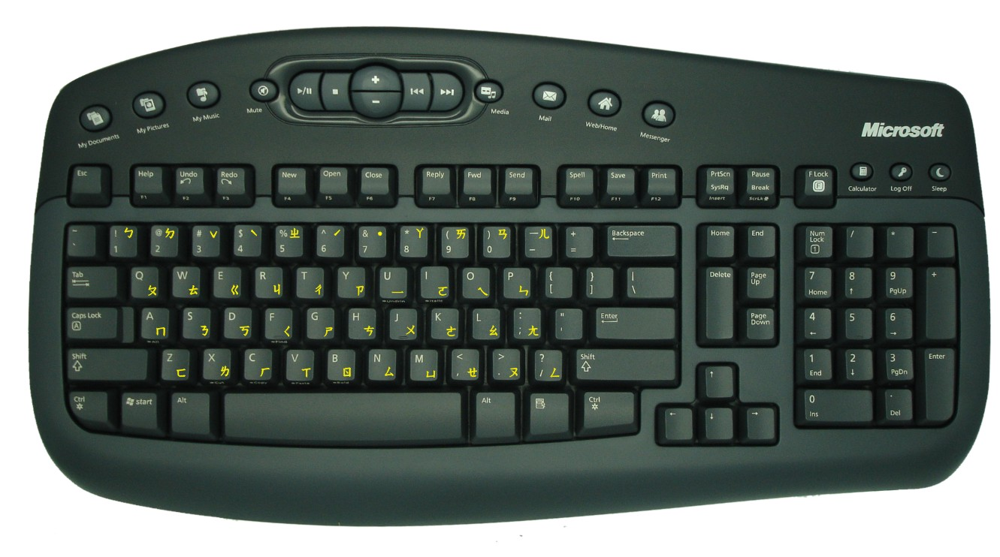 My Documents My Pictures My Music Mute + − Media Mail Web/Home Messenger
Microsoft
Calculator Log Off Sleep
Esc Help F1 Undo F2 Redo F3 New F4 Open F5 Close F6 Reply F7 Fwd F8 Send F9 Spell F10 Save F11 Print F12 PrtScn SysRq Insert Pause Break ScrLk F Lock F
~ ` ! 1 ㄅ @ 2 ㄉ # 3 ˇ $ 4 ˋ % 5 ㄓ ^ 6 ˊ & 7 ˙ * 8 ㄚ ( 9 ㄞ ) 0 ㄢ — - ㄦ + = Backspace Home End Num Lock 1 / * −
Tab Q ㄆ W ㄊ E ㄍ R ㄐ T ㄔ Y ㄗ U ㄧ I ㄛ O ㄟ P ㄣ { [ } ] | \ Delete Page Up 7 Home 8 ↑ 9 PgUp +
Caps Lock A A ㄇ S ㄋ D ㄎ F ㄑ G ㄕ H ㄘ J ㄨ K ㄜ L ㄠ : ; ㄤ " ' Enter ← Page Down 4 ← 5 6 →
Shift Z ㄈ X ㄌ C ㄏ V ㄒ B ㄖ N ㄙ M ㄩ < , ㄝ > . ㄡ ? / ㄥ Shift ↑ 1 End 2 ↓ 3 PgDn Enter
Ctrl start Alt Alt Ctrl ← ↓ → 0 Ins . Del